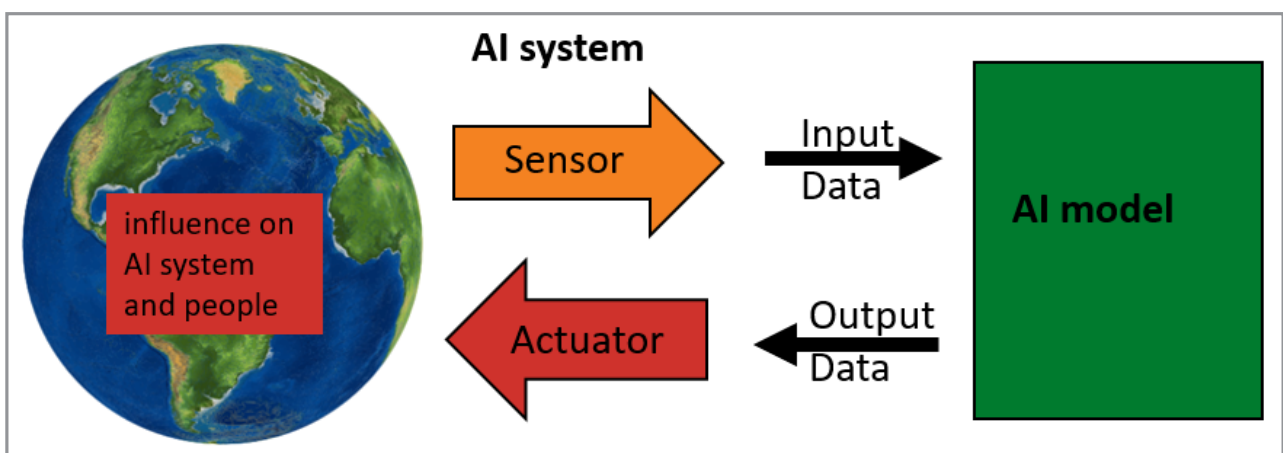 AI system
Sensor
Input
Data
AI model
influence on
AI system
and people
Actuator
Output
Data